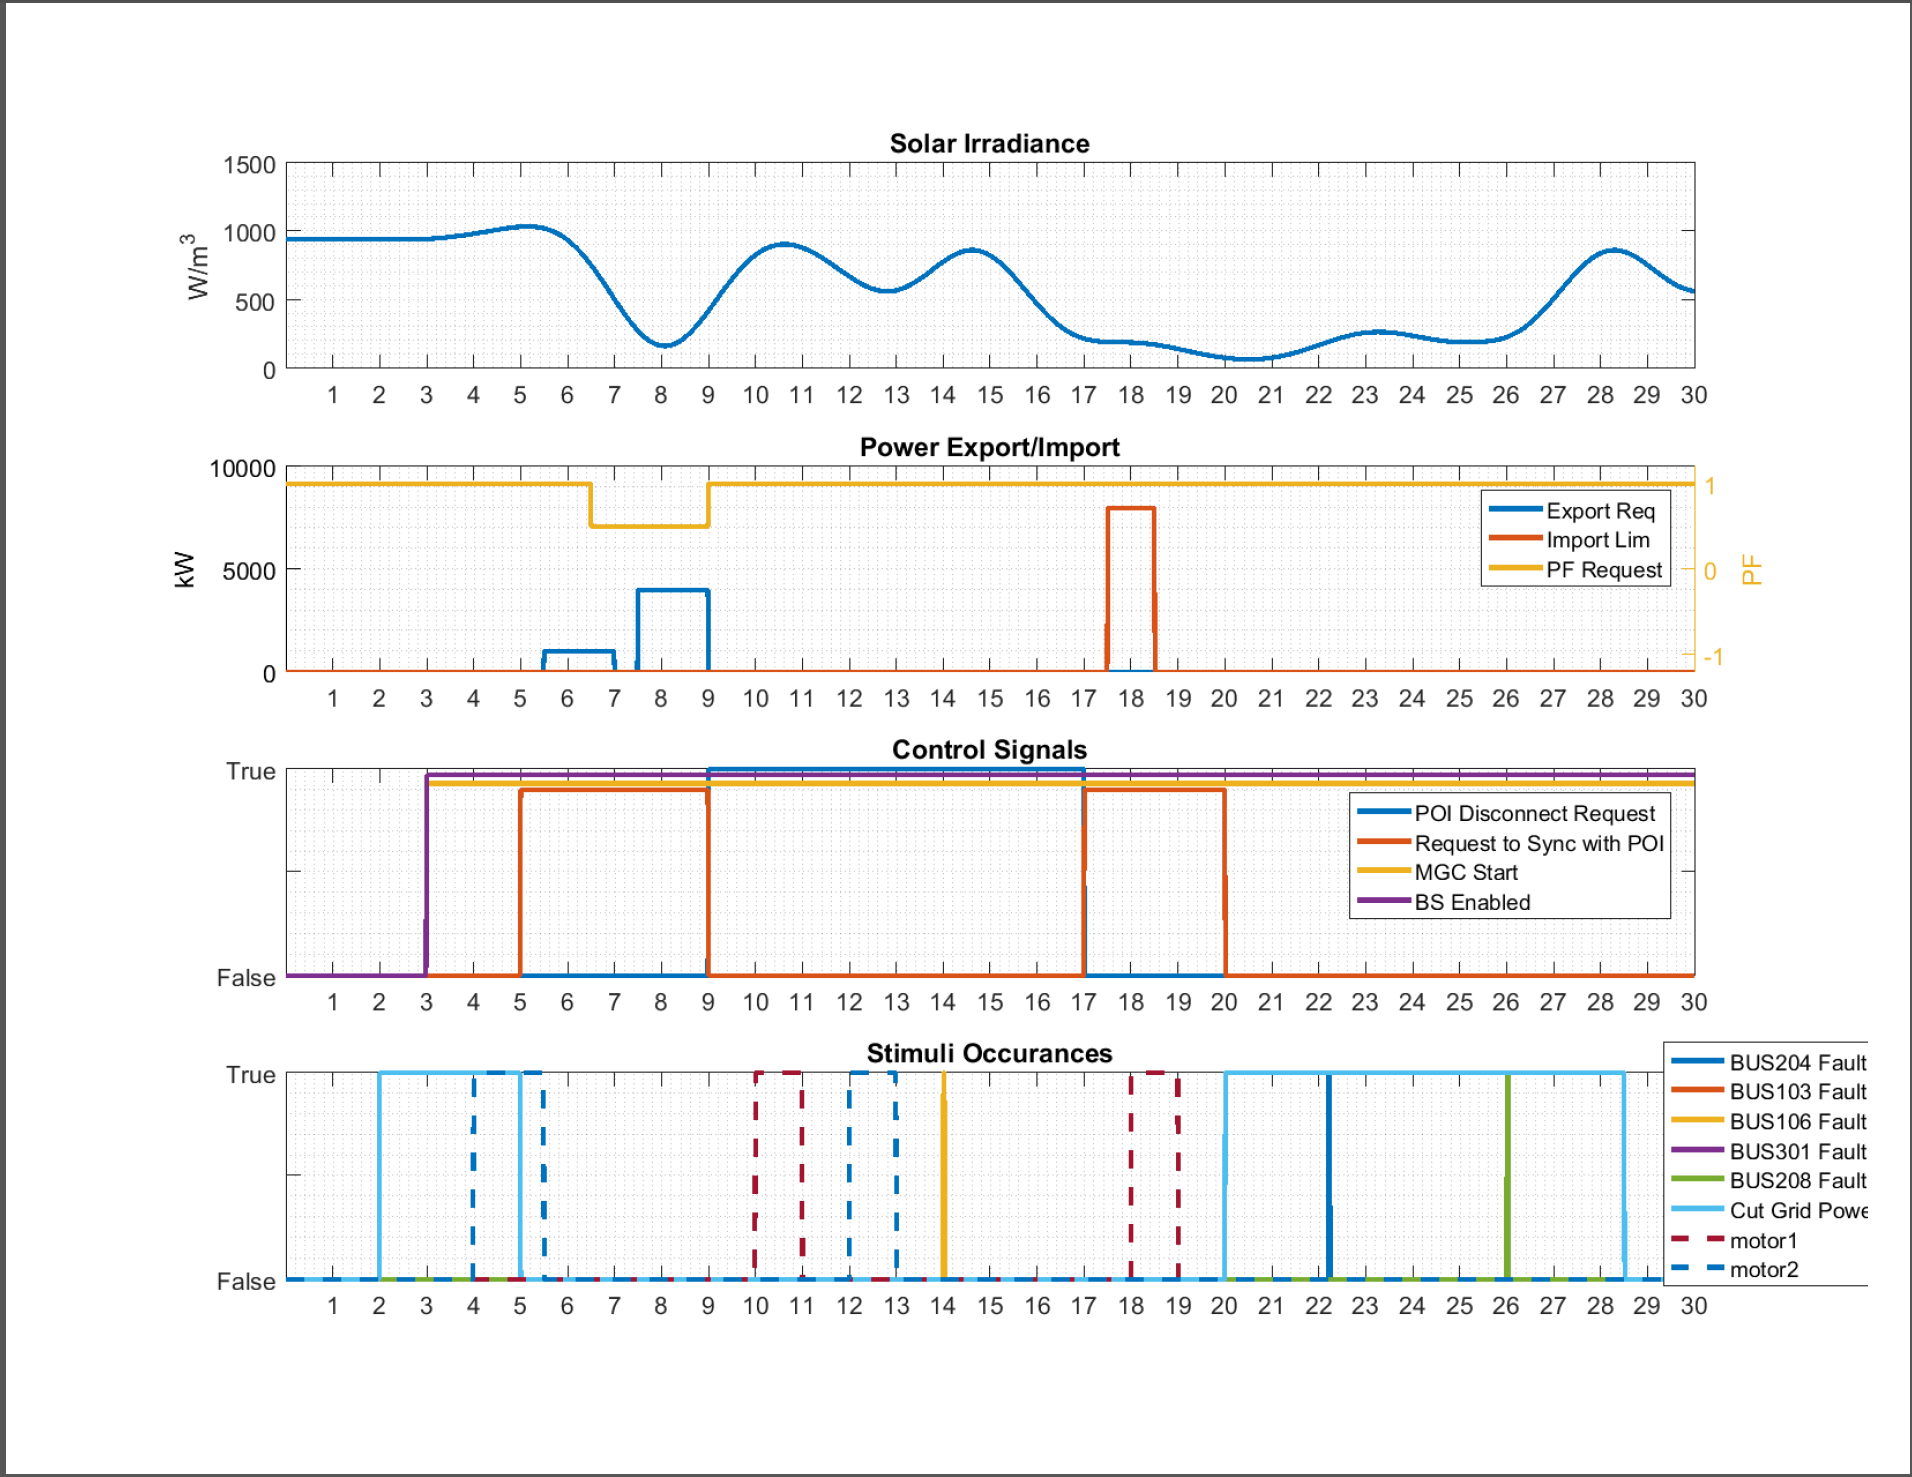 Solar Irradiance
1500
1000
500
0
W/m3
1 2 3 4 5 6 7 8 9 10 11 12 13 14 15 16 17 18 19 20 21 22 23 24 25 26 27 28 29 30
Power Export/Import
10000
5000
0
kW
1
0
-1
PF
Export Req
Import Lim
PF Request
1 2 3 4 5 6 7 8 9 10 11 12 13 14 15 16 17 18 19 20 21 22 23 24 25 26 27 28 29 30
Control Signals
True
False
POI Disconnect Request
Request to Sync with POI
MGC Start
BS Enabled
1 2 3 4 5 6 7 8 9 10 11 12 13 14 15 16 17 18 19 20 21 22 23 24 25 26 27 28 29 30
Stimuli Occurances
True
False
BUS204 Fault
BUS103 Fault
BUS106 Fault
BUS301 Fault
BUS208 Fault
Cut Grid Powe
motor1
motor2
1 2 3 4 5 6 7 8 9 10 11 12 13 14 15 16 17 18 19 20 21 22 23 24 25 26 27 28 29 30